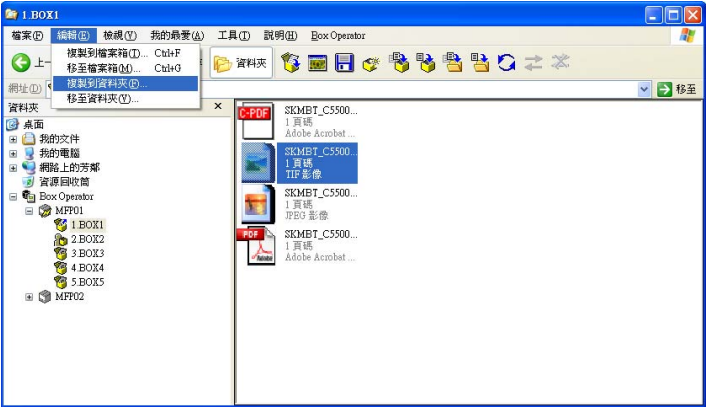 1.BOX1
檔案(F) 編輯(E) 檢視(V) 我的最愛(A) 工具(T) 說明(H) Box Operator
複製到檔案箱(I)... Ctrl+F
移至檔案箱(M)... Ctrl+G
複製到資料夾(F)...
移至資料夾(V)...
上一
資料夾
網址(D)
移至
資料夾
桌面
我的文件
我的電腦
網路上的芳鄰
資源回收筒
Box Operator
MFP01
1.BOX1
2.BOX2
3.BOX3
4.BOX4
5.BOX5
MFP02
C-PDF
SKMBT_C5500...
1 頁碼
Adobe Acrobat ...
SKMBT_C5500...
1 頁碼
TIF 影像
SKMBT_C5500...
1 頁碼
JPEG 影像
PDF
Adobe
SKMBT_C5500...
1 頁碼
Adobe Acrobat ...